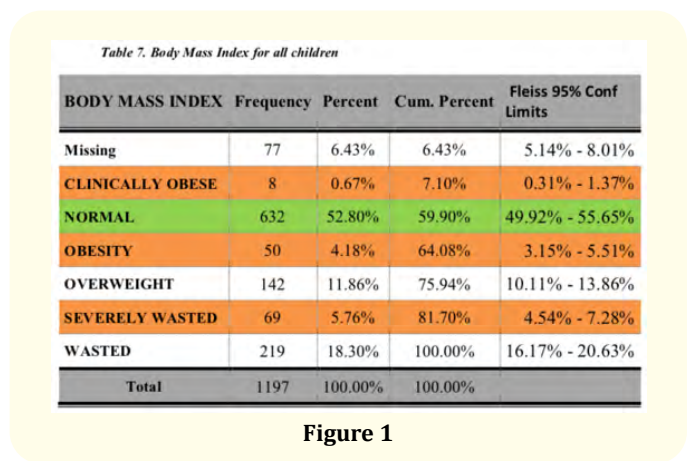 Table 7. Body Mass Index for all children
BODY MASS INDEX Frequency Percent Cum. Percent Fleiss 95% Conf Limits
Missing 77 6.43% 6.43% 5.14% - 8.01%
CLINICALLY OBESE 8 0.67% 7.10% 0.31% - 1.37%
NORMAL 632 52.80% 59.90% 49.92% - 55.65%
OBESITY 50 4.18% 64.08% 3.15% - 5.51%
OVERWEIGHT 142 11.86% 75.94% 10.11% - 13.86%
SEVERELY WASTED 69 5.76% 81.70% 4.54% - 7.28%
WASTED 219 18.30% 100.00% 16.17% - 20.63%
Total 1197 100.00% 100.00%
Figure 1